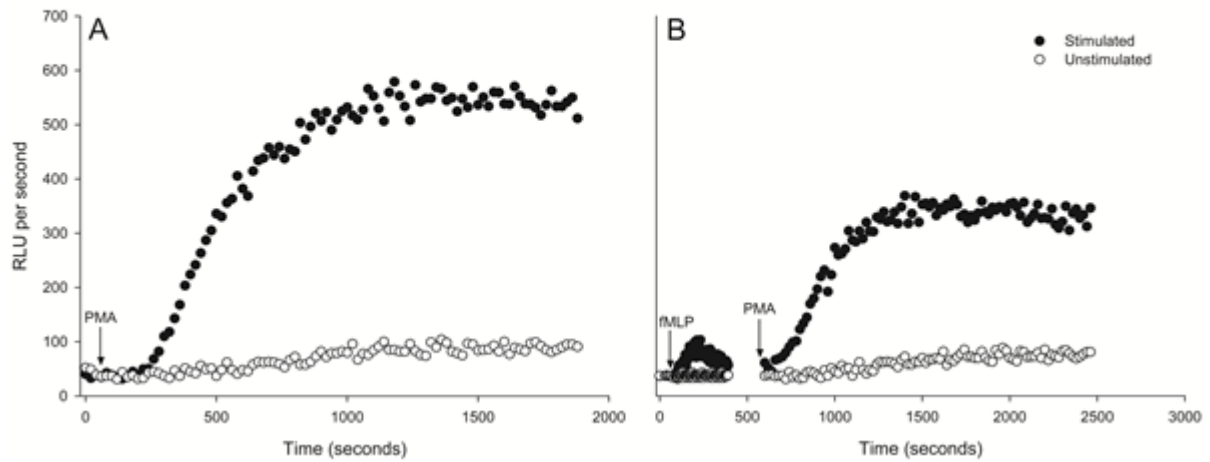 A
B
Stimulated
Unstimulated
RLU per second
700
600
500
400
300
200
100
0
PMA
fMLP
PMA
0 500 1000 1500 2000
0 500 1000 1500 2000 2500 3000
Time (seconds)
Time (seconds)